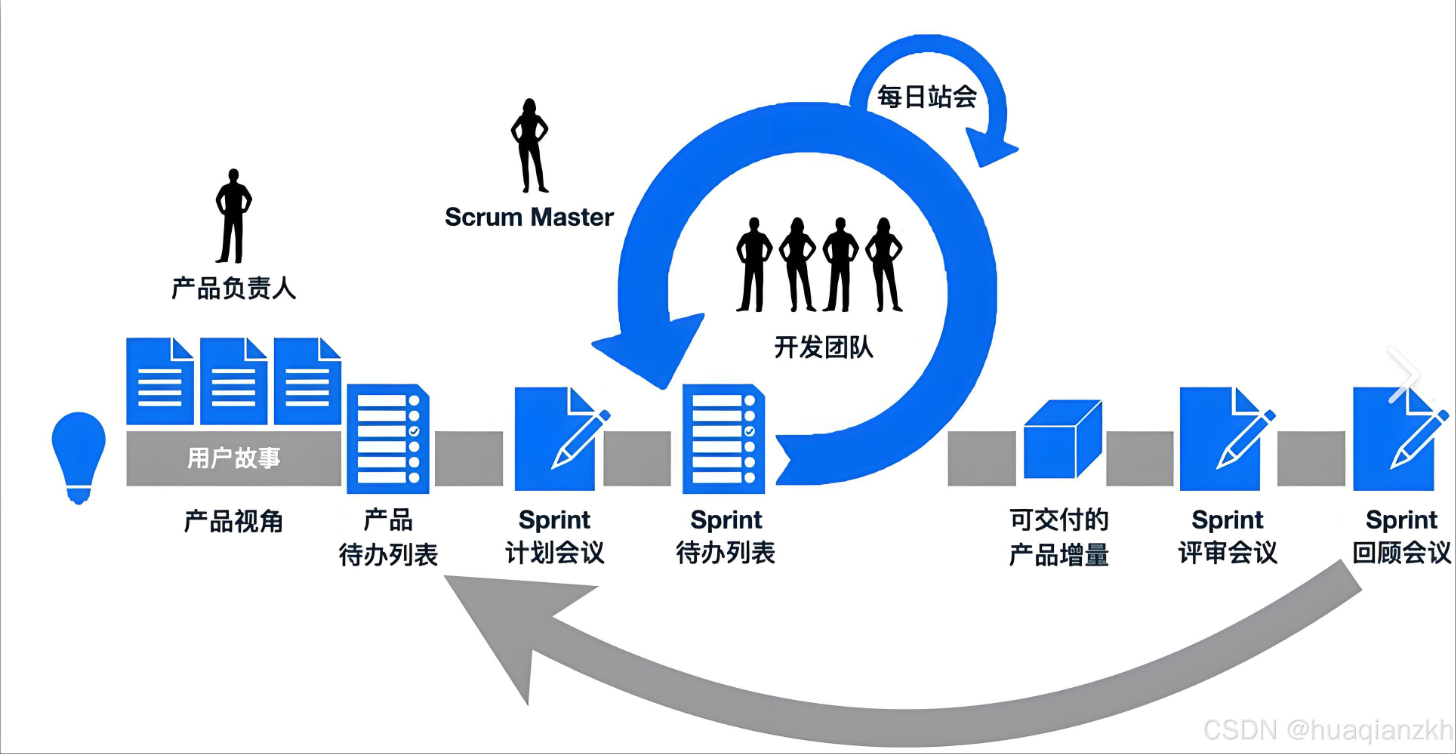 每日站会
Scrum Master
产品负责人
开发团队
用户故事
产品视角
产品
待办列表
Sprint
计划会议
Sprint
待办列表
可交付的
产品增量
Sprint
评审会议
Sprint
回顾会议
CSDN @huaqianzkh